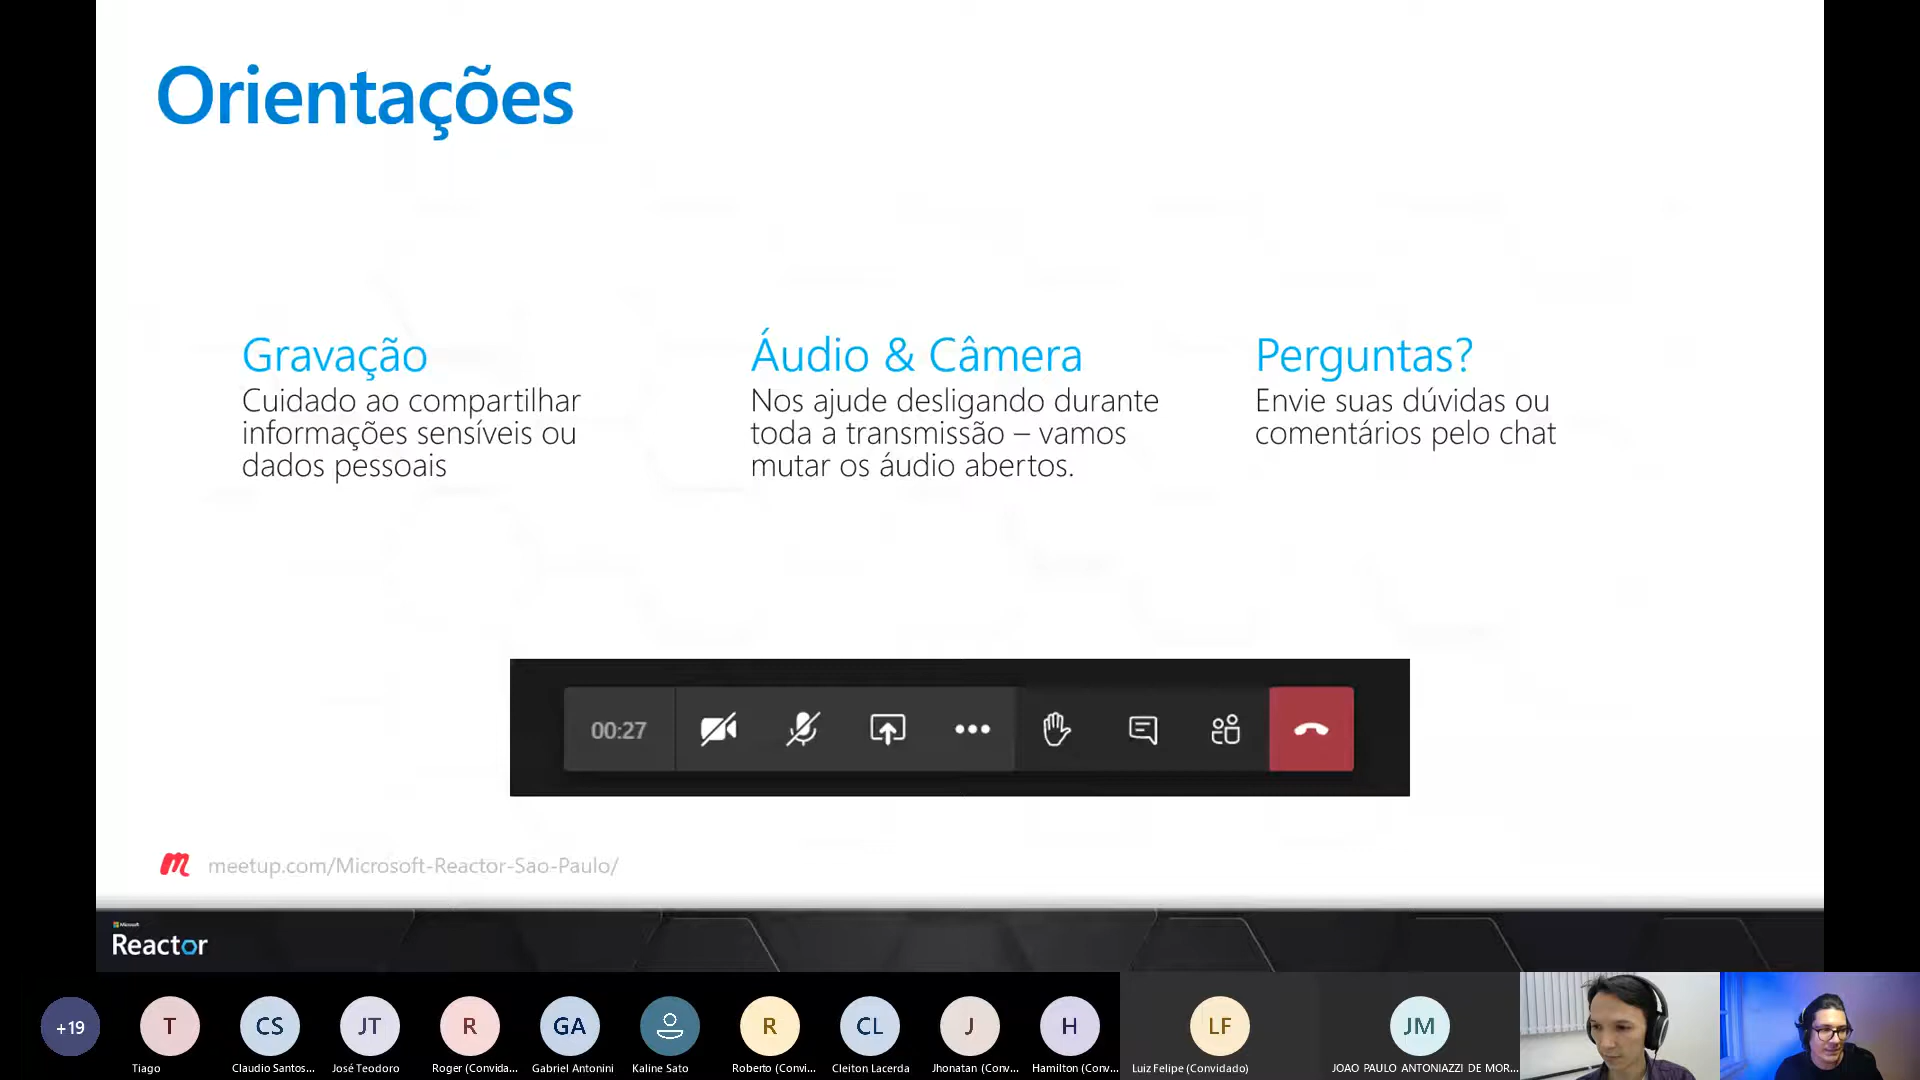 Orientações
Gravação
Cuidado ao compartilhar
informações sensíveis ou
dados pessoais
Áudio & Câmera
Nos ajude desligando durante
toda a transmissão – vamos
mutar os áudio abertos.
Perguntas?
Envie suas dúvidas ou
comentários pelo chat
00:27
meetup.com/Microsoft-Reactor-Sao-Paulo/
Microsoft
Reactor
+19
T
CS
JT
R
GA
R
CL
J
H
LF
JM
Tiago
Claudio Santos...
José Teodoro
Roger (Convida...
Gabriel Antonini
Kaline Sato
Roberto (Convi...
Cleiton Lacerda
Jhonatan (Conv...
Hamilton (Conv...
Luiz Felipe (Convidado)
JOAO PAULO ANTONIAZZI DE MOR...